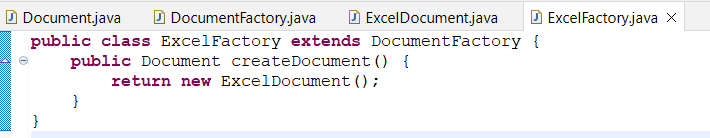 Document.java DocumentFactory.java ExcelDocument.java ExcelFactory.java
public class ExcelFactory extends DocumentFactory {
    public Document createDocument() {
        return new ExcelDocument();
    }
}